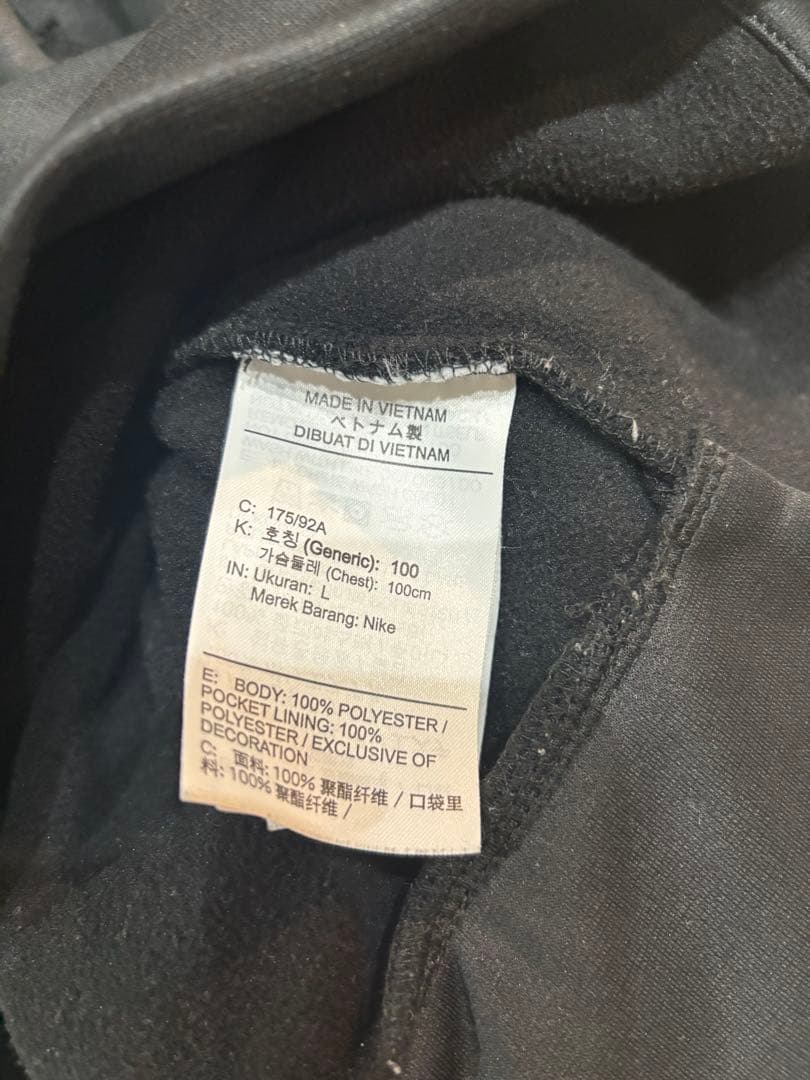 MADE IN VIETNAM
ベトナム製
DIBUAT DI VIETNAM
C: 175/92A
K: 호칭 (Generic): 100
가슴둘레 (Chest): 100cm
IN: Ukuran: L
Merek Barang: Nike
E: BODY: 100% POLYESTER /
POCKET LINING: 100%
POLYESTER / EXCLUSIVE OF
DECORATION
C: 面料: 100% 聚酯纤维 / 口袋里
料: 100% 聚酯纤维 /